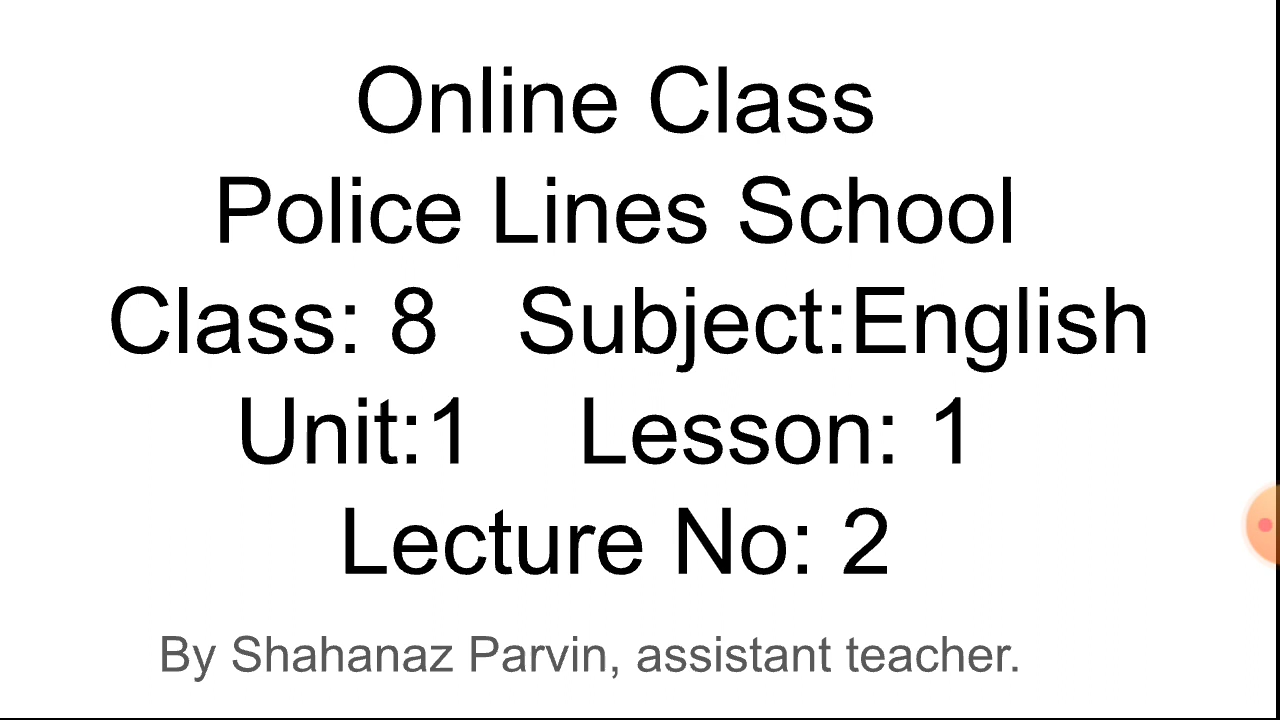 Online Class
Police Lines School
Class: 8 Subject:English
Unit:1 Lesson: 1
Lecture No: 2
By Shahanaz Parvin, assistant teacher.